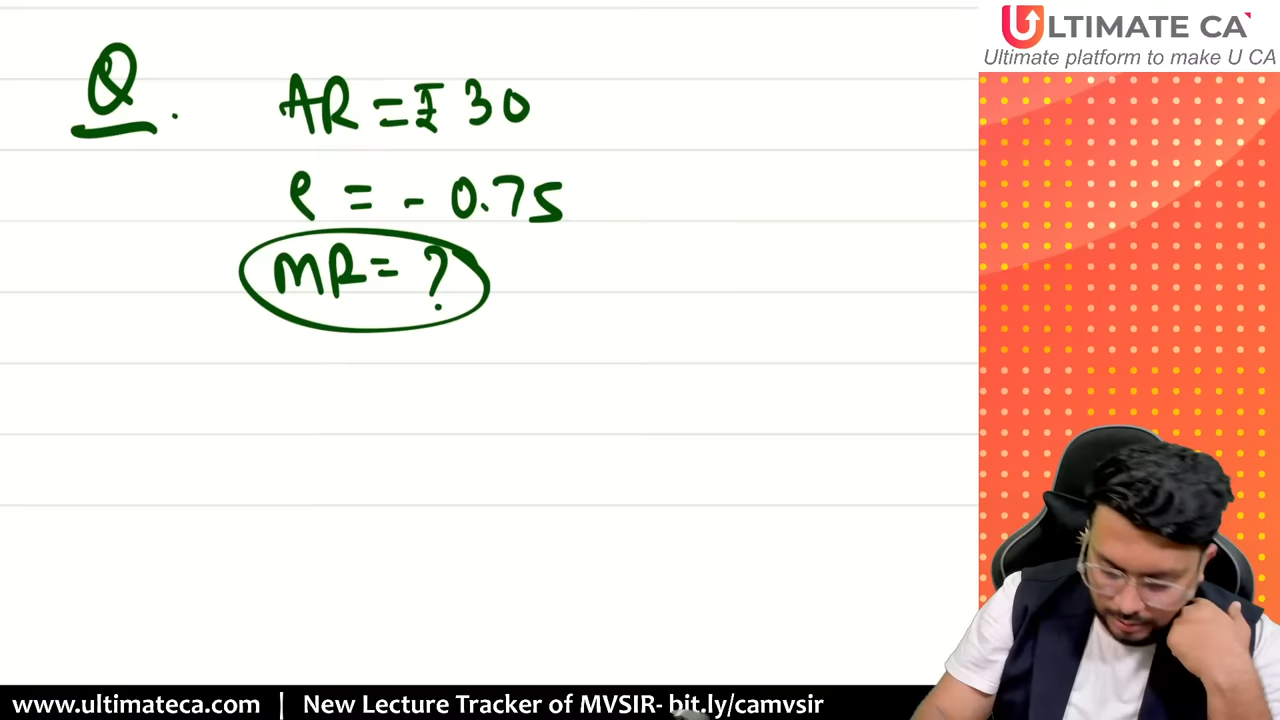 Q.
AR = ₹ 30
e = - 0.75
MR = ?
ULTIMATE CA
Ultimate platform to make U CA
www.ultimateca.com | New Lecture Tracker of MVSIR- bit.ly/camvsir